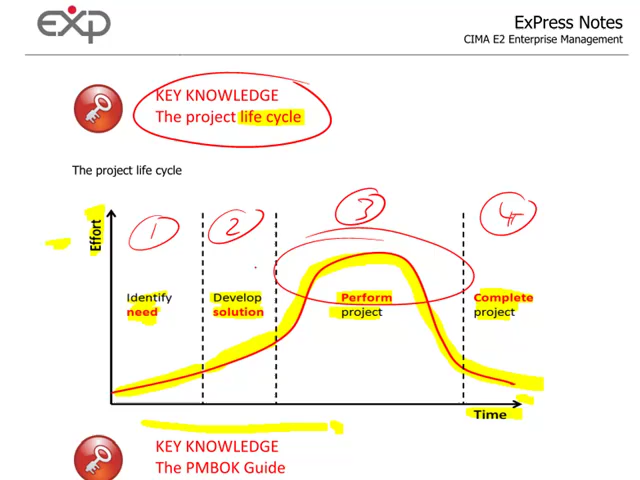 exp
ExPress Notes
CIMA E2 Enterprise Management
KEY KNOWLEDGE
The project life cycle
The project life cycle
Effort
1
2
3
4
Identify
need
Develop
solution
Perform
project
Complete
project
Time
KEY KNOWLEDGE
The PMBOK Guide